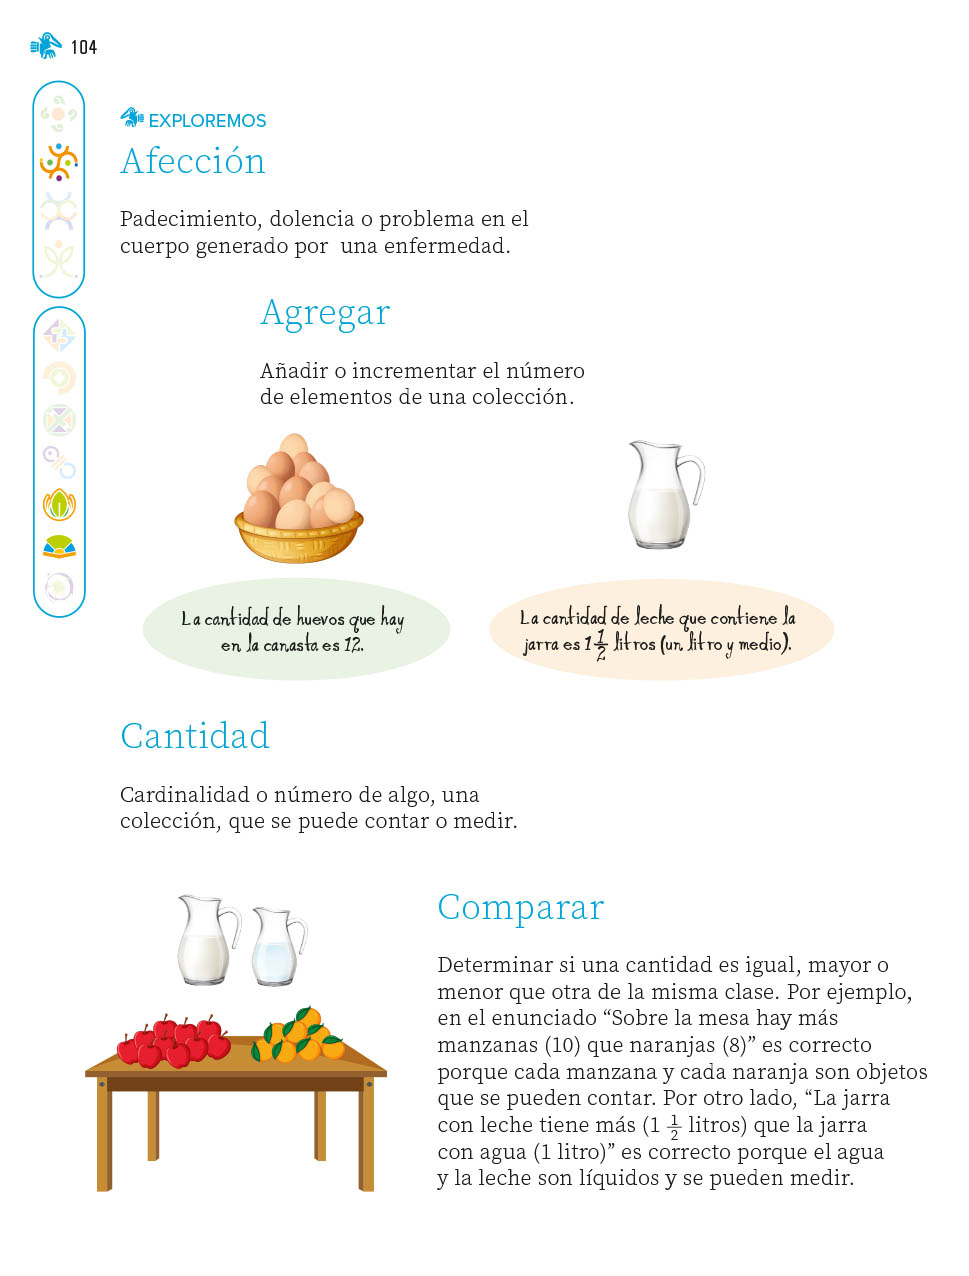 104
EXPLOREMOS
Afección
Padecimiento, dolencia o problema en el
cuerpo generado por una enfermedad.
Agregar
Añadir o incrementar el número
de elementos de una colección.
La cantidad de huevos que hay
en la canasta es 12.
La cantidad de leche que contiene la
jarra es 1 1/2 litros (un litro y medio).
Cantidad
Cardinalidad o número de algo, una
colección, que se puede contar o medir.
Comparar
Determinar si una cantidad es igual, mayor o
menor que otra de la misma clase. Por ejemplo,
en el enunciado “Sobre la mesa hay más
manzanas (10) que naranjas (8)” es correcto
porque cada manzana y cada naranja son objetos
que se pueden contar. Por otro lado, “La jarra
con leche tiene más (1 1/2 litros) que la jarra
con agua (1 litro)” es correcto porque el agua
y la leche son líquidos y se pueden medir.